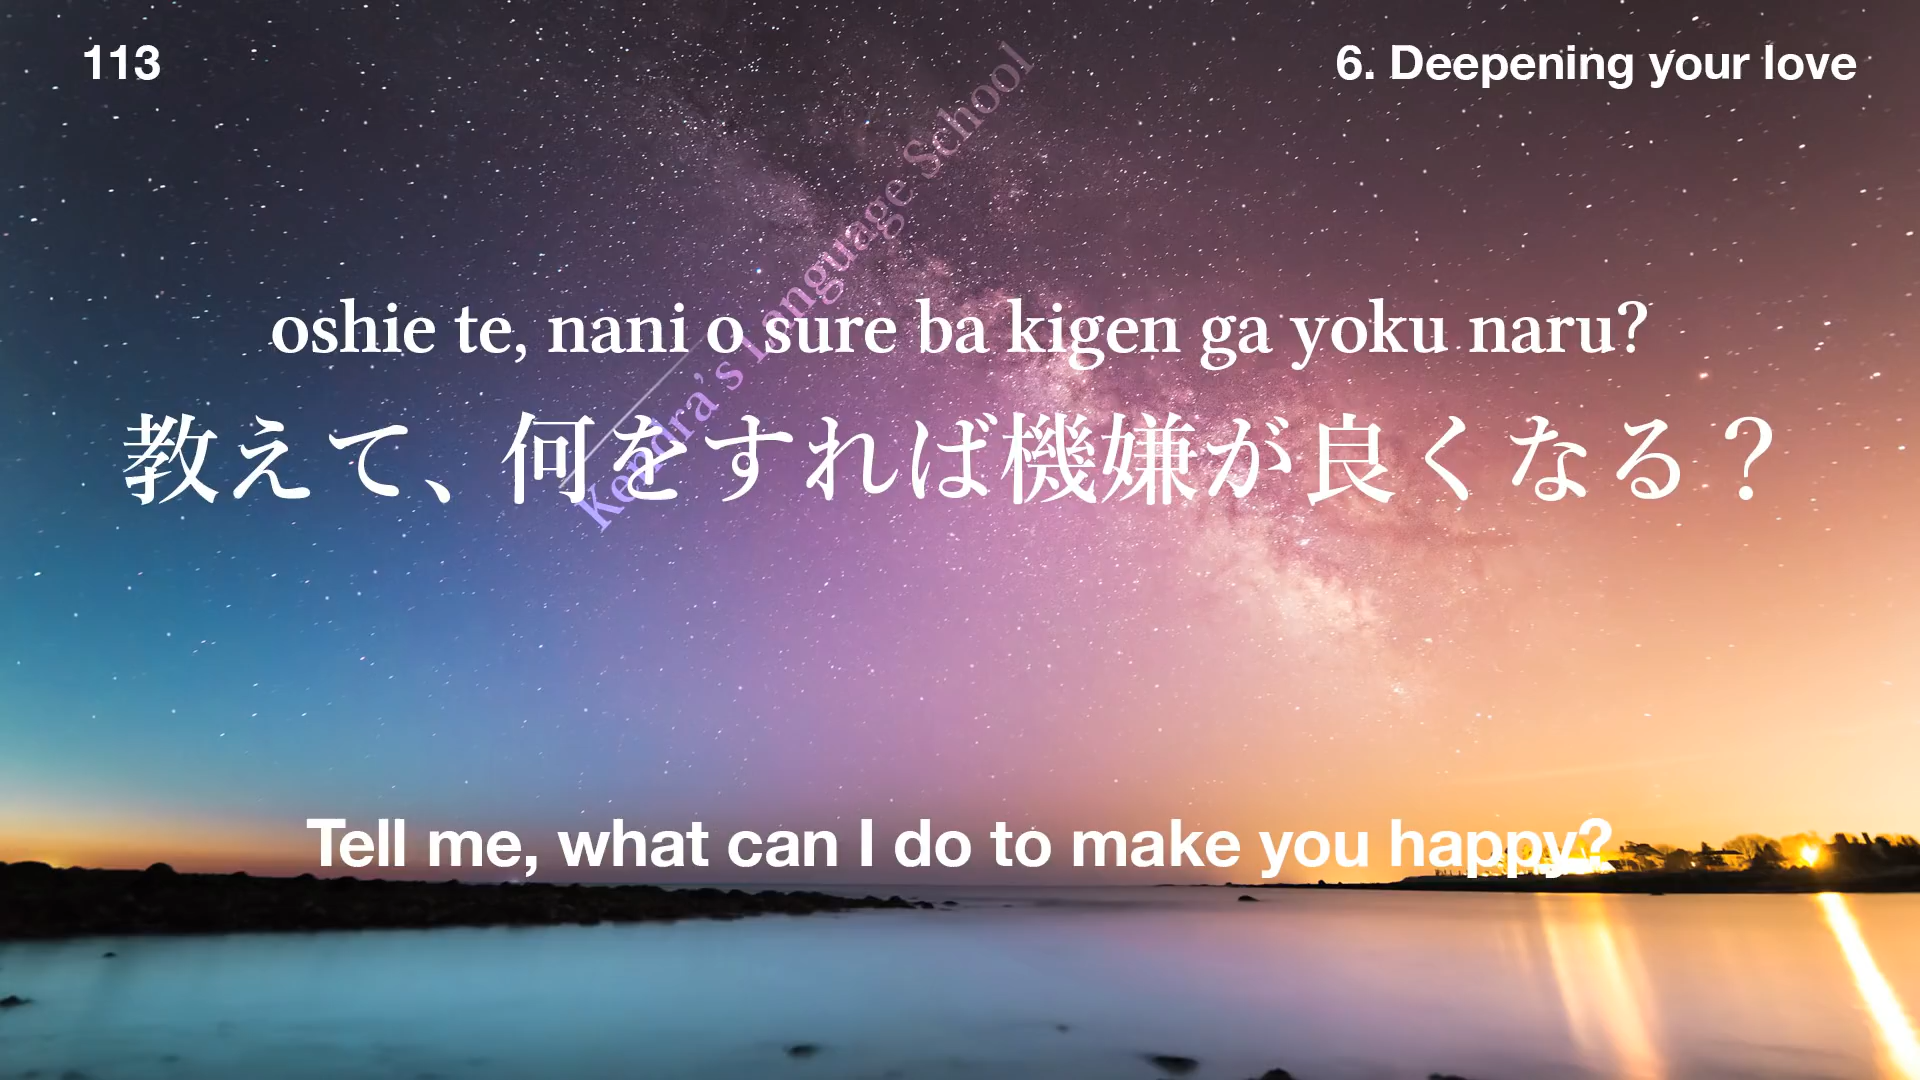 113
6. Deepening your love
Kendra's Language School
oshie te, nani o sure ba kigen ga yoku naru?
教えて、何をすれば機嫌が良くなる？
Tell me, what can I do to make you happy?